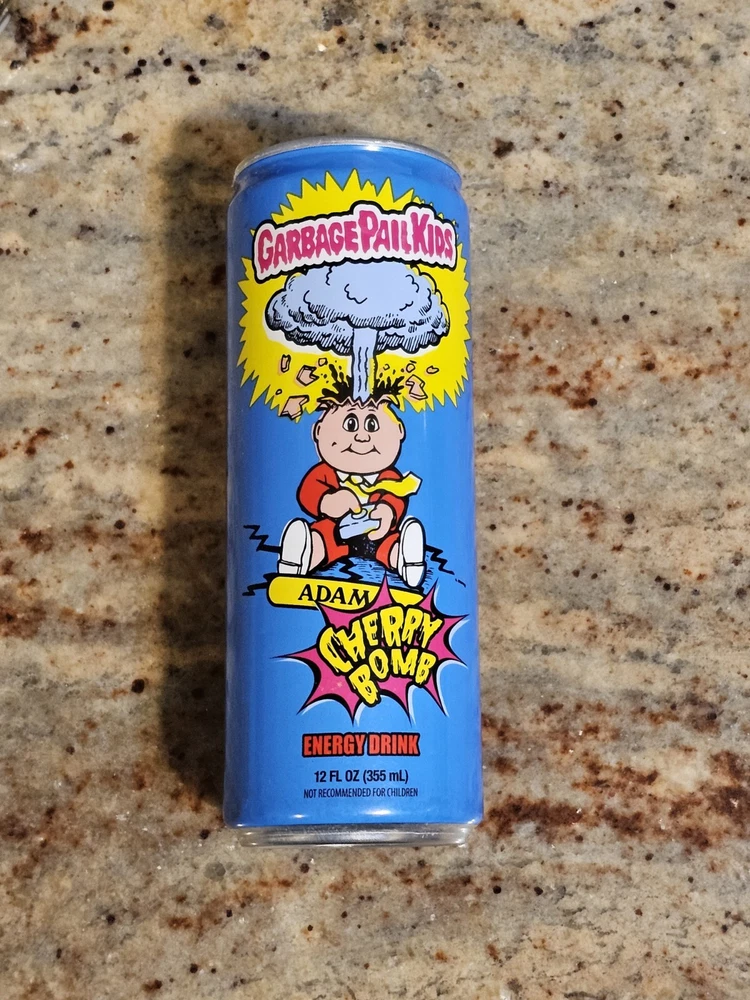 GARBAGE PAIL KIDS
ADAM
CHERRY
BOMB
ENERGY DRINK
12 FL OZ (355 mL)
NOT RECOMMENDED FOR CHILDREN